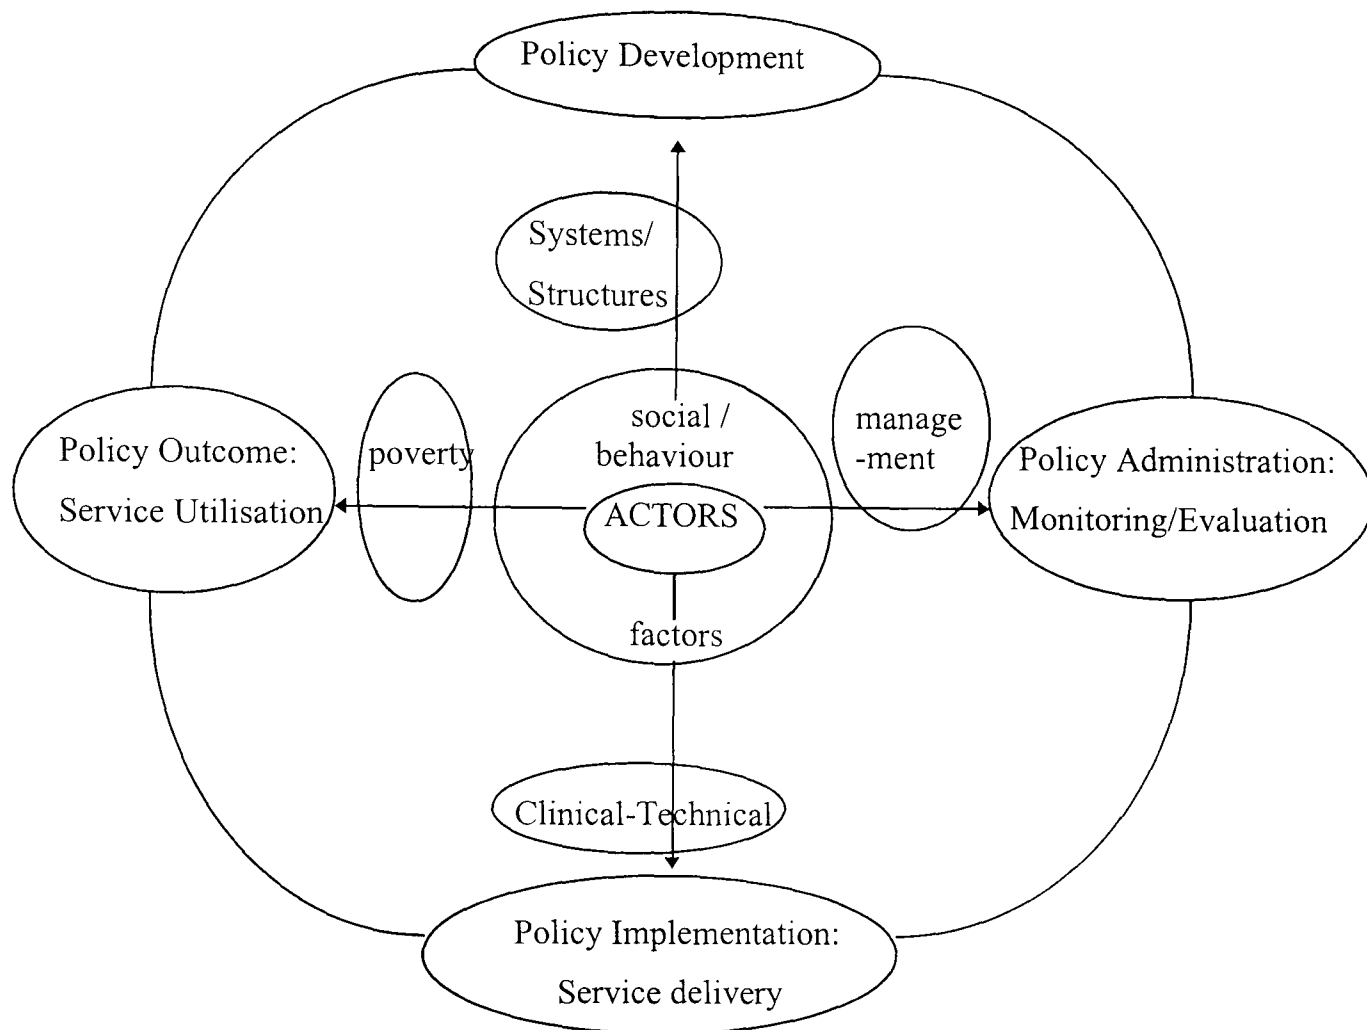 Policy Development
Systems/
Structures
social /
behaviour
ACTORS
factors
manage
-ment
poverty
Policy Outcome:
Service Utilisation
Policy Administration:
Monitoring/Evaluation
Clinical-Technical
Policy Implementation:
Service delivery